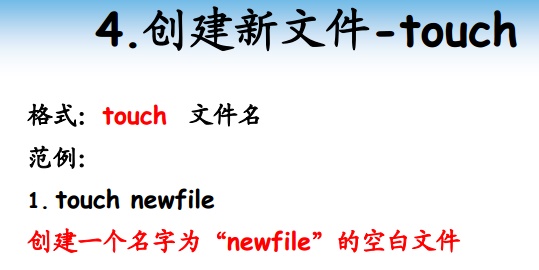 4.创建新文件-touch
格式：touch 文件名
范例：
1. touch newfile
创建一个名字为“newfile”的空白文件